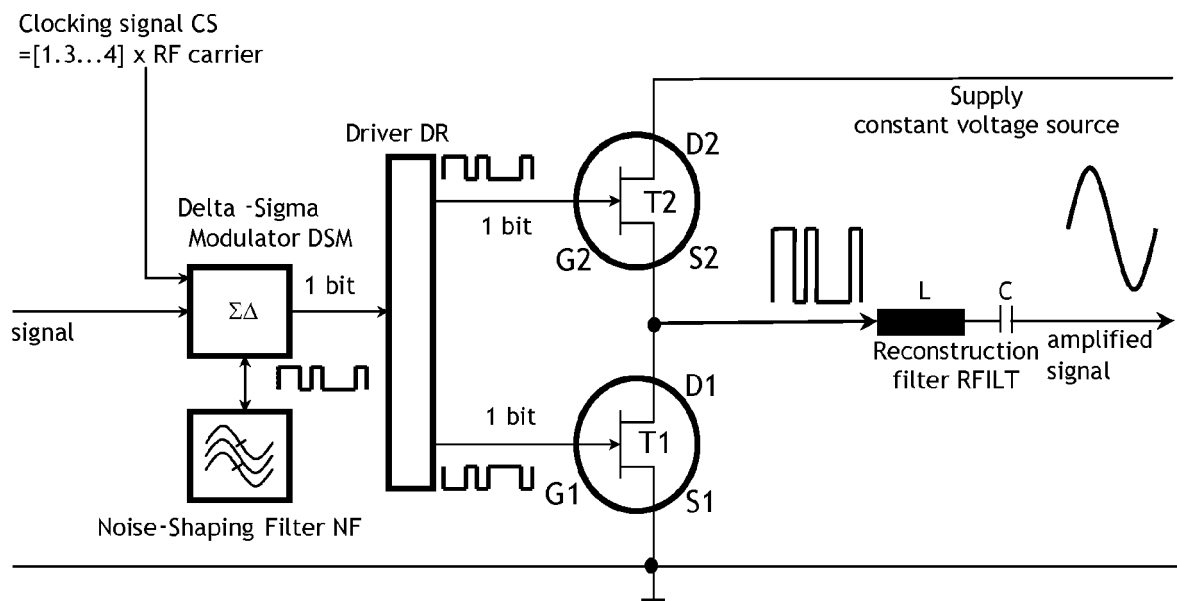 Clocking signal CS
=[1.3...4] x RF carrier
Supply
constant voltage source
Driver DR
D2
T2
1 bit
G2
S2
Delta -Sigma
Modulator DSM
1 bit
ΣΔ
signal
L
C
Reconstruction
filter RFILT
amplified
signal
D1
1 bit
T1
G1
S1
Noise-Shaping Filter NF